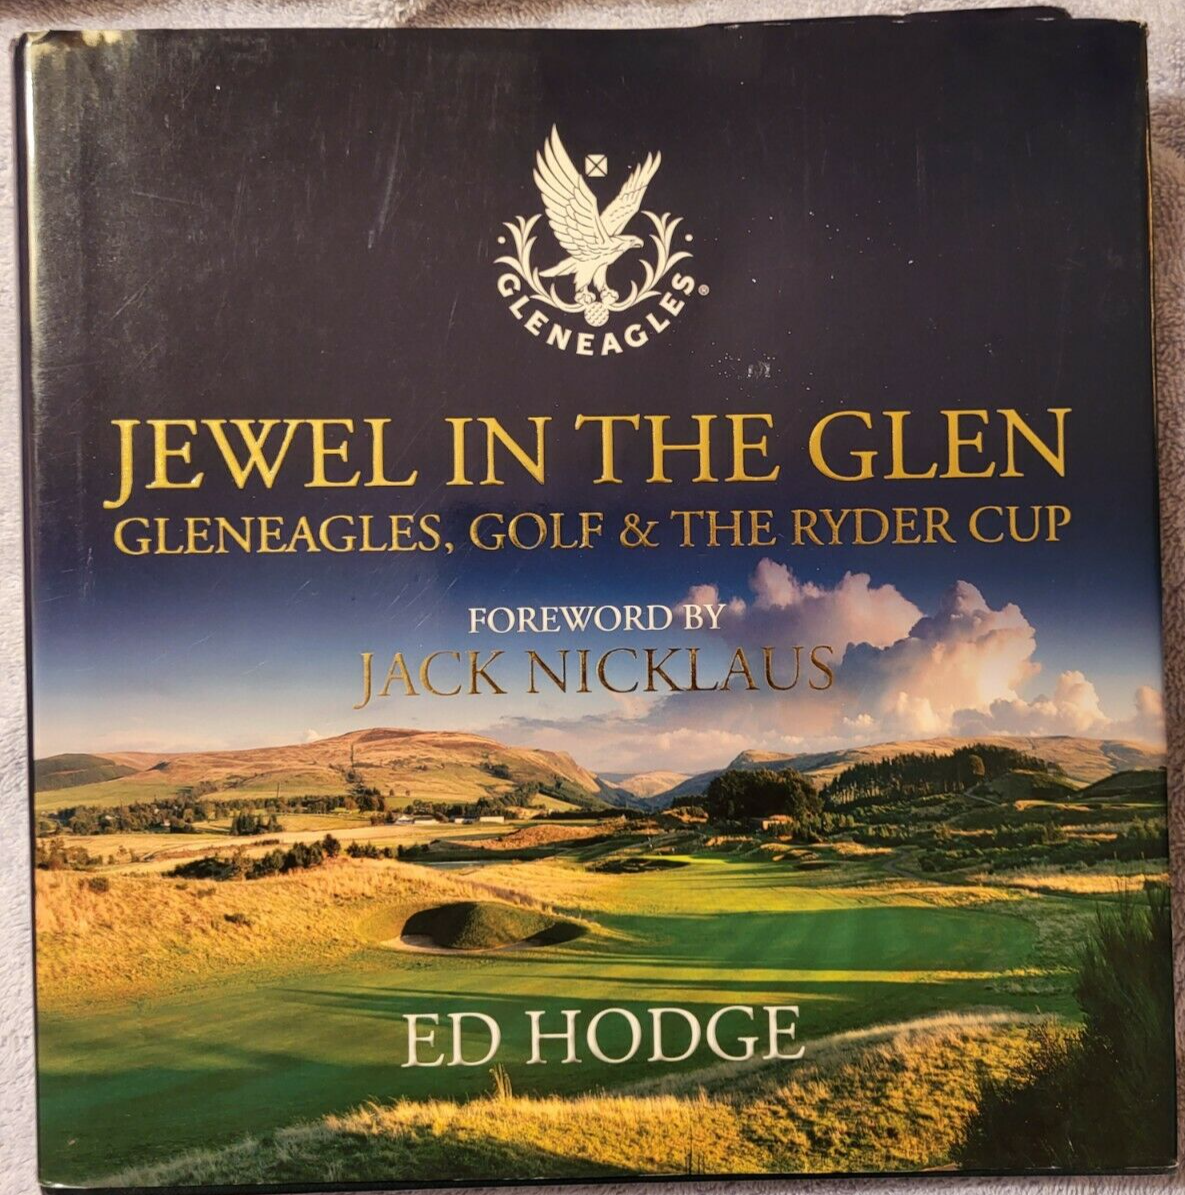 GLENEAGLES®
JEWEL IN THE GLEN
GLENEAGLES, GOLF & THE RYDER CUP
FOREWORD BY
JACK NICKLAUS
ED HODGE